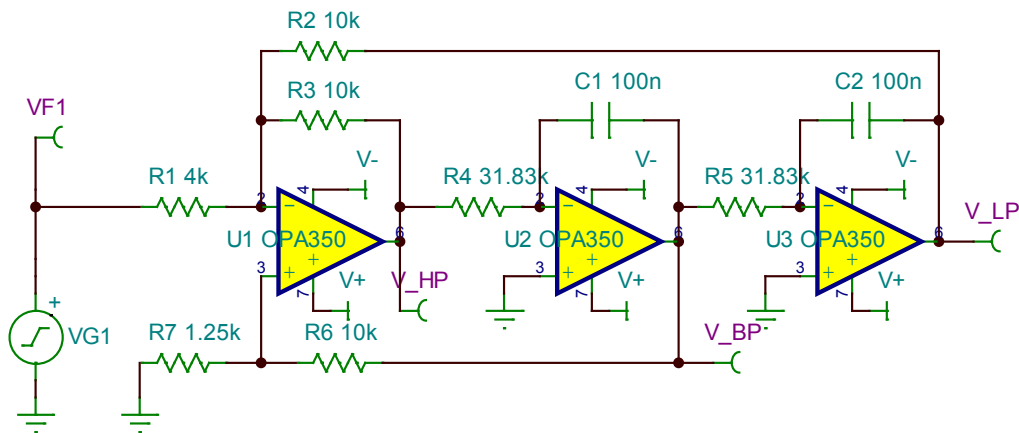 R2 10k
C1 100n
C2 100n
R3 10k
VF1
V-
V-
V-
R1 4k
R4 31.83k
R5 31.83k
2
4
2
4
2
4
U1 OPA350
6
U2 OPA350
6
U3 OPA350
6
V_LP
3
7
V+
V_HP
3
7
V+
3
7
V+
+
VG1
R7 1.25k
R6 10k
V_BP